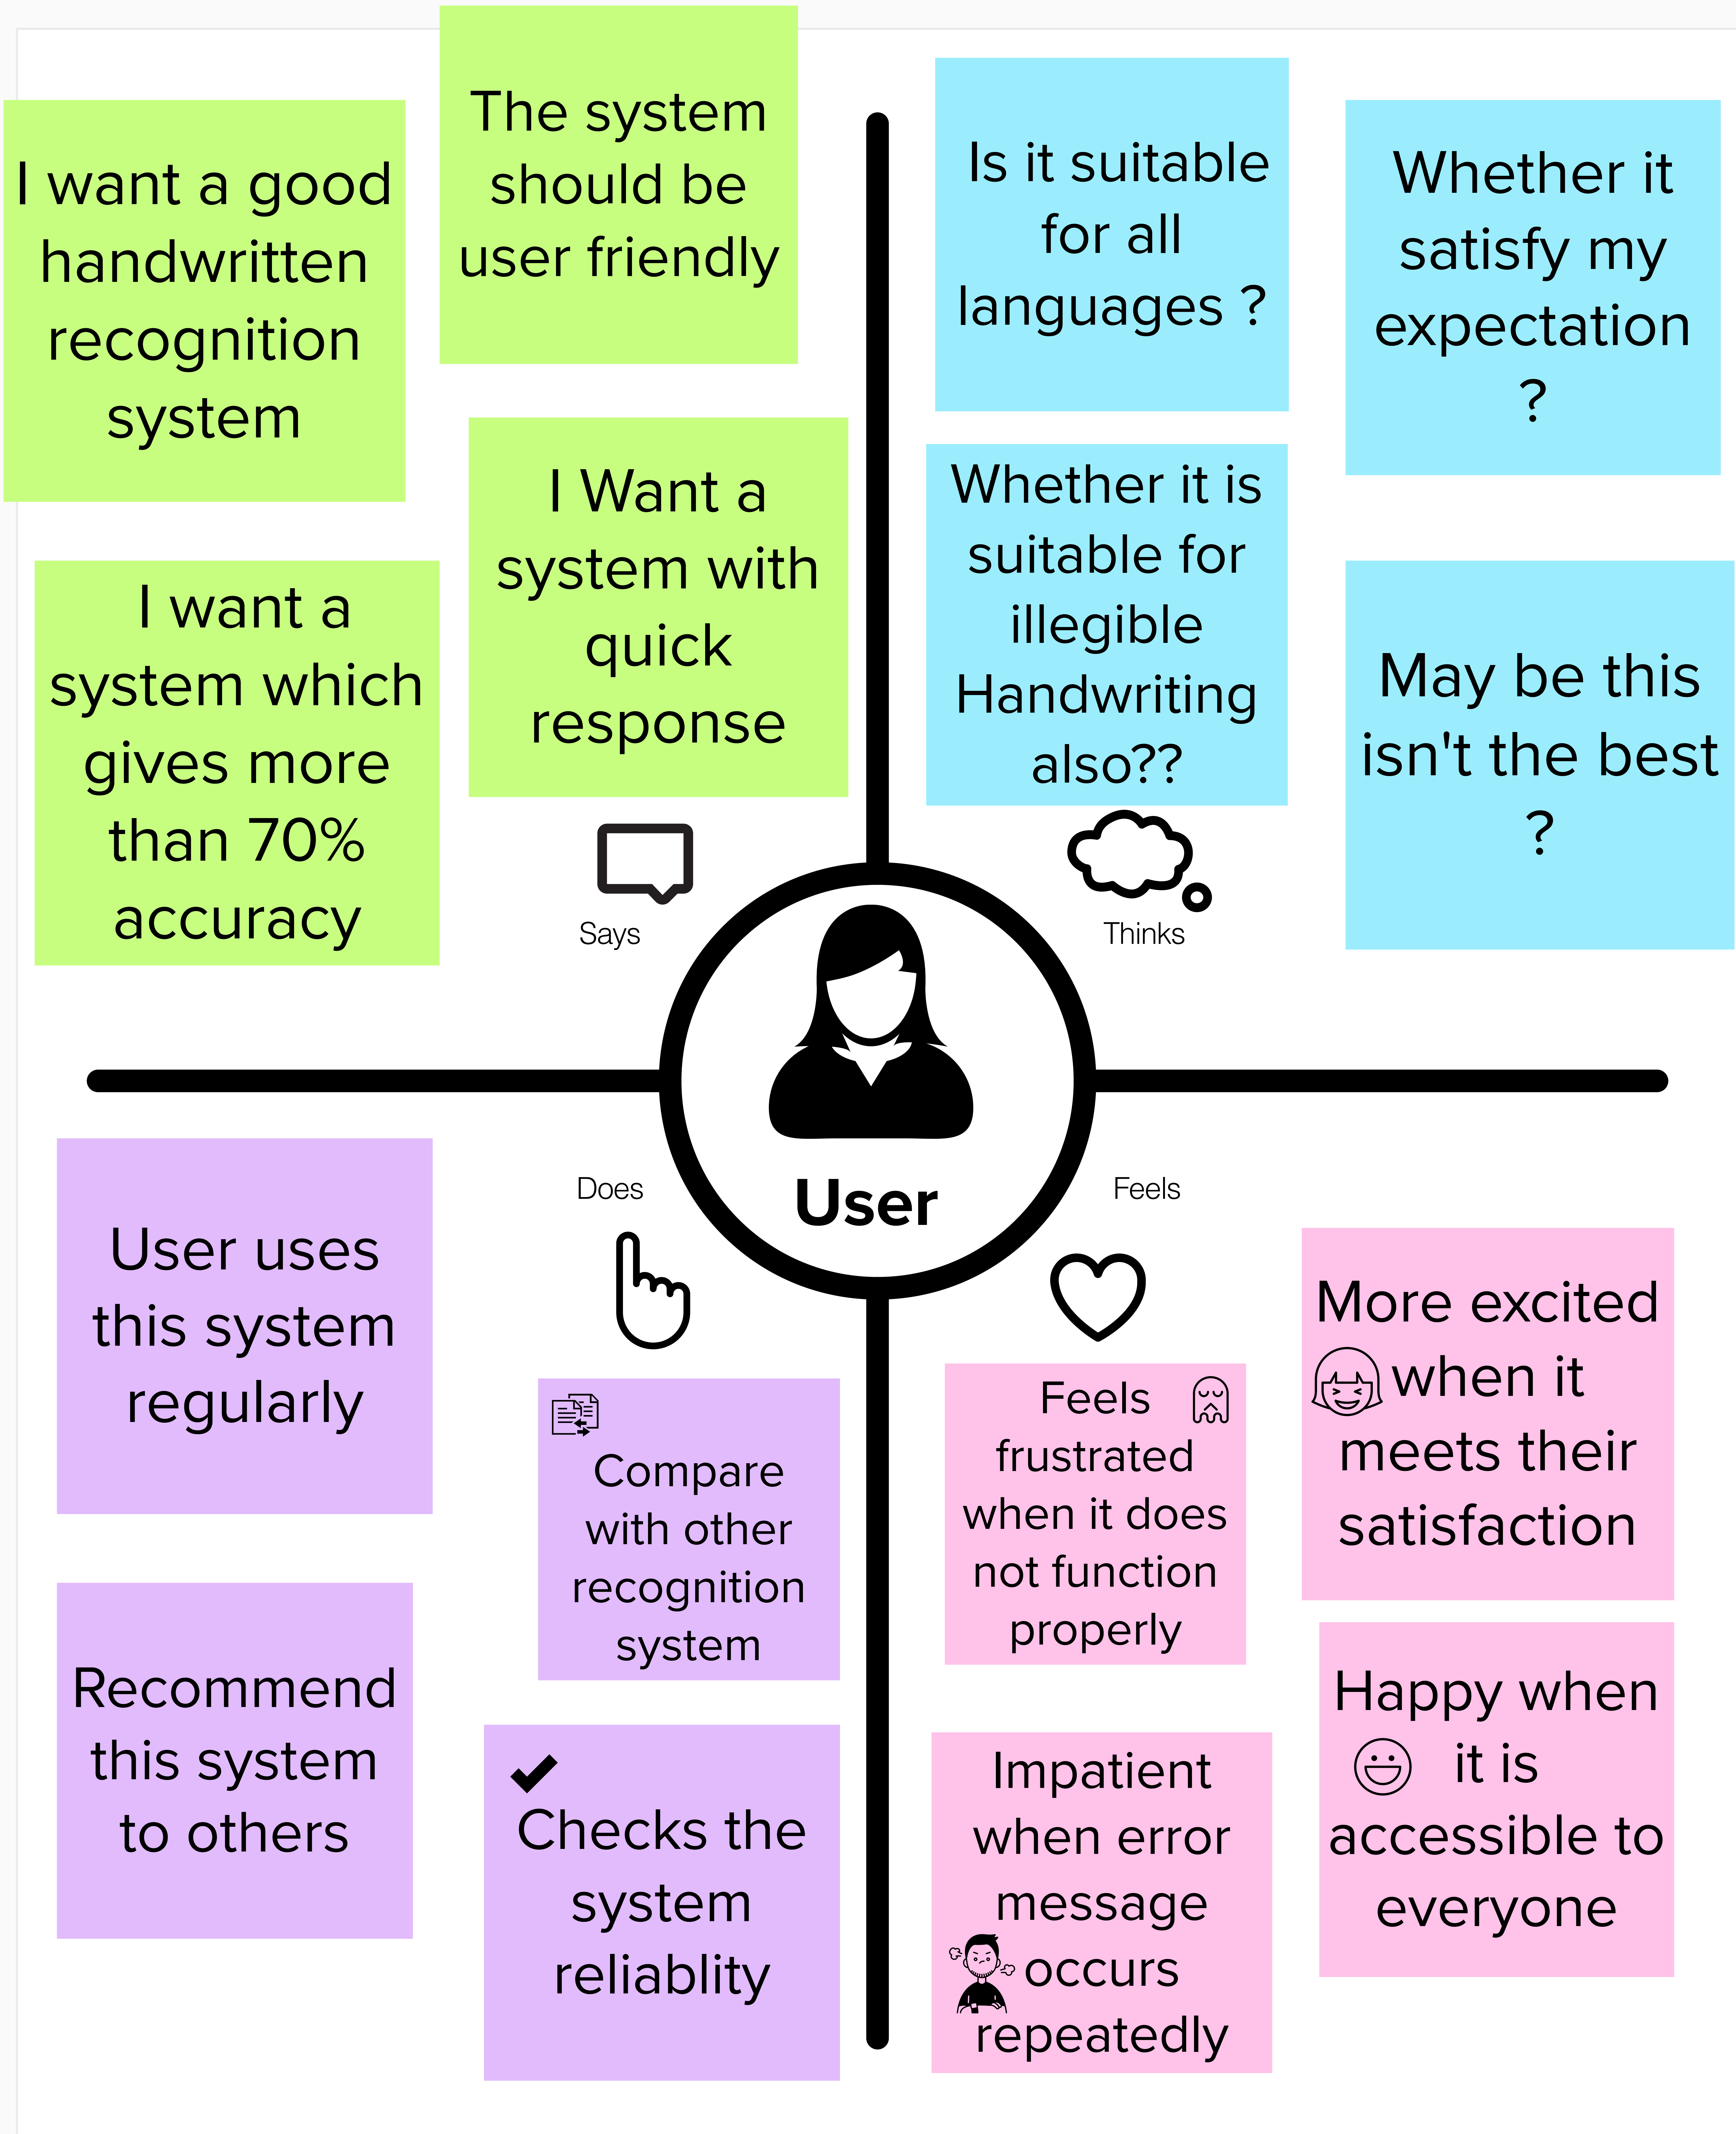 I want a good
handwritten
recognition
system
The system
should be
user friendly
I want a
system which
gives more
than 70%
accuracy
I Want a
system with
quick
response
Says
Is it suitable
for all
languages ?
Whether it
satisfy my
expectation
?
Whether it is
suitable for
illegible
Handwriting
also??
May be this
isn't the best
?
Thinks
User
Does
User uses
this system
regularly
Compare
with other
recognition
system
Recommend
this system
to others
Checks the
system
reliablity
Feels
Feels
frustrated
when it does
not function
properly
More excited
when it
meets their
satisfaction
Impatient
when error
message
occurs
repeatedly
Happy when
it is
accessible to
everyone